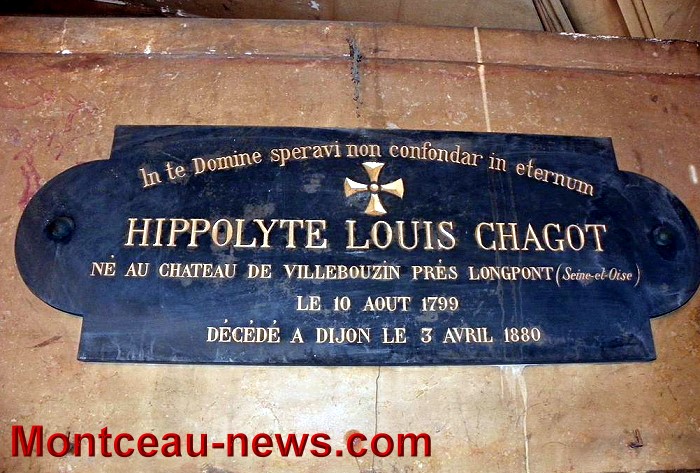 In te Domine speravi non confondar in eternum
HIPPOLYTE LOUIS CHAGOT
NÉ AU CHATEAU DE VILLEBOUZIN PRÉS LONGPONT (Seine-et-Oise)
LE 10 AOUT 1799
DÉCÉDÉ A DIJON LE 3 AVRIL 1880
Montceau-news.com